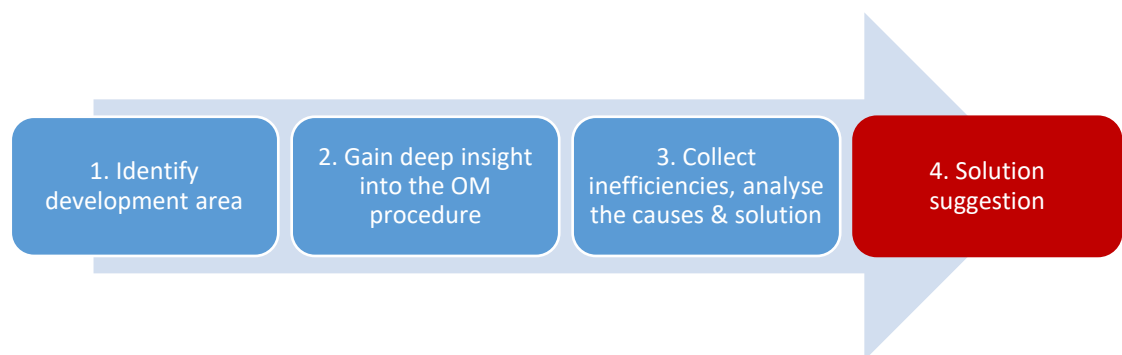 1. Identify
development area
2. Gain deep insight
into the OM
procedure
3. Collect
inefficiencies, analyse
the causes & solution
4. Solution
suggestion